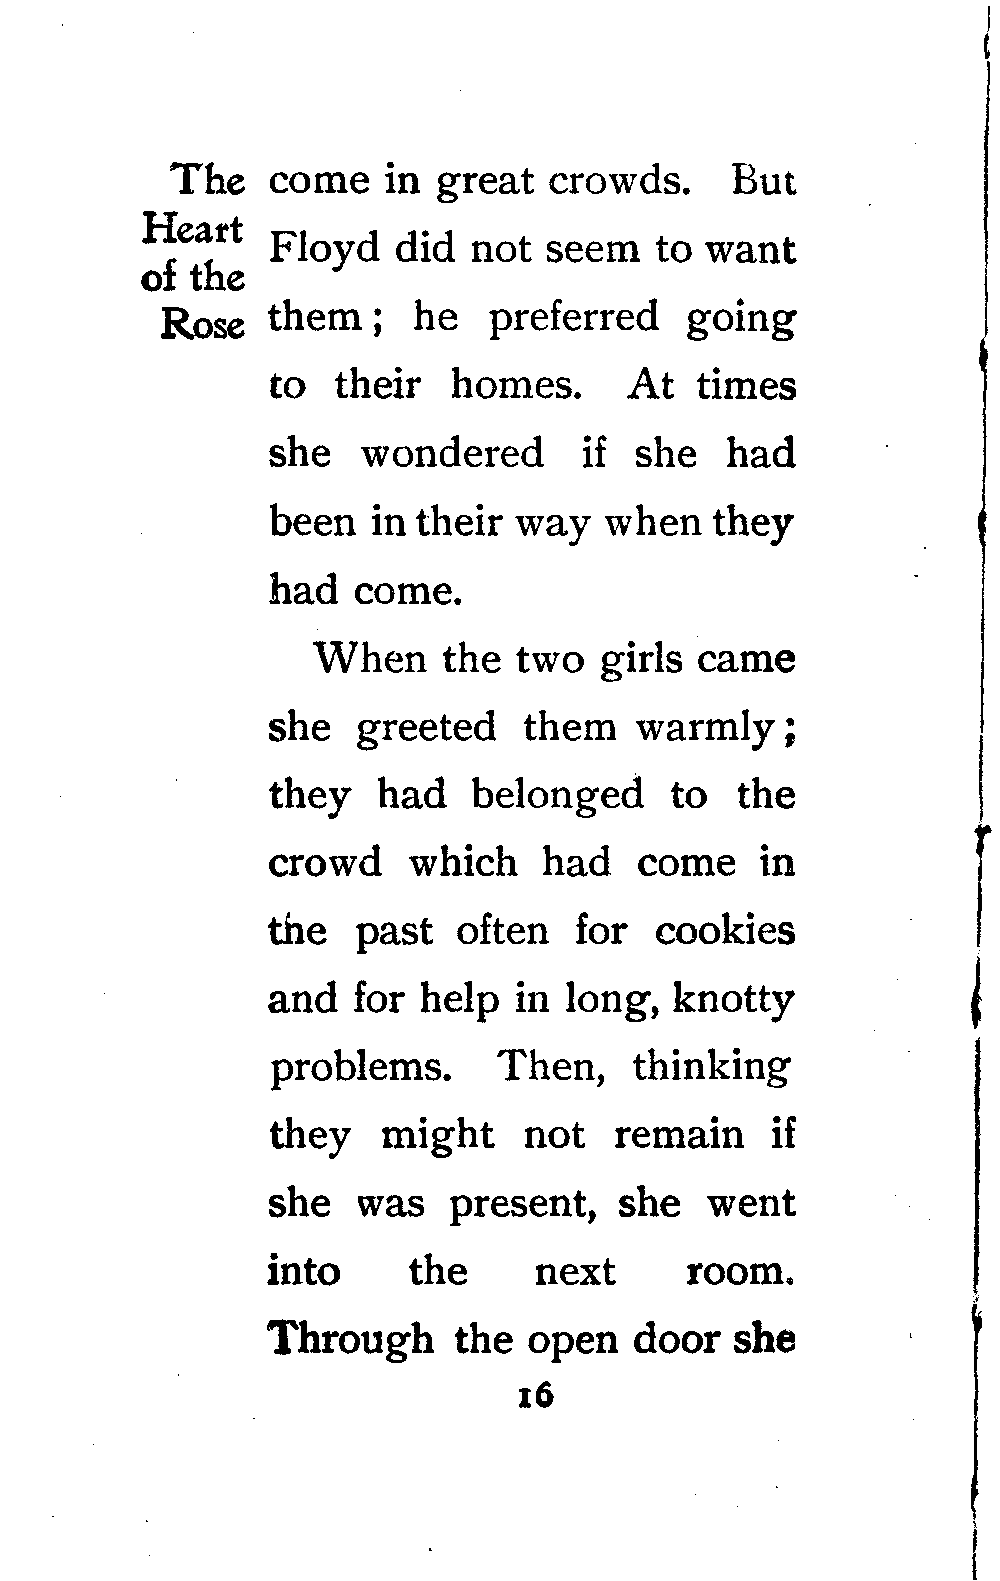 The
Heart
of the
Rose
come in great crowds. But
Floyd did not seem to want
them; he preferred going
to their homes. At times
she wondered if she had
been in their way when they
had come.
When the two girls came
she greeted them warmly;
they had belonged to the
crowd which had come in
the past often for cookies
and for help in long, knotty
problems. Then, thinking
they might not remain if
she was present, she went
into the next room.
Through the open door she
16